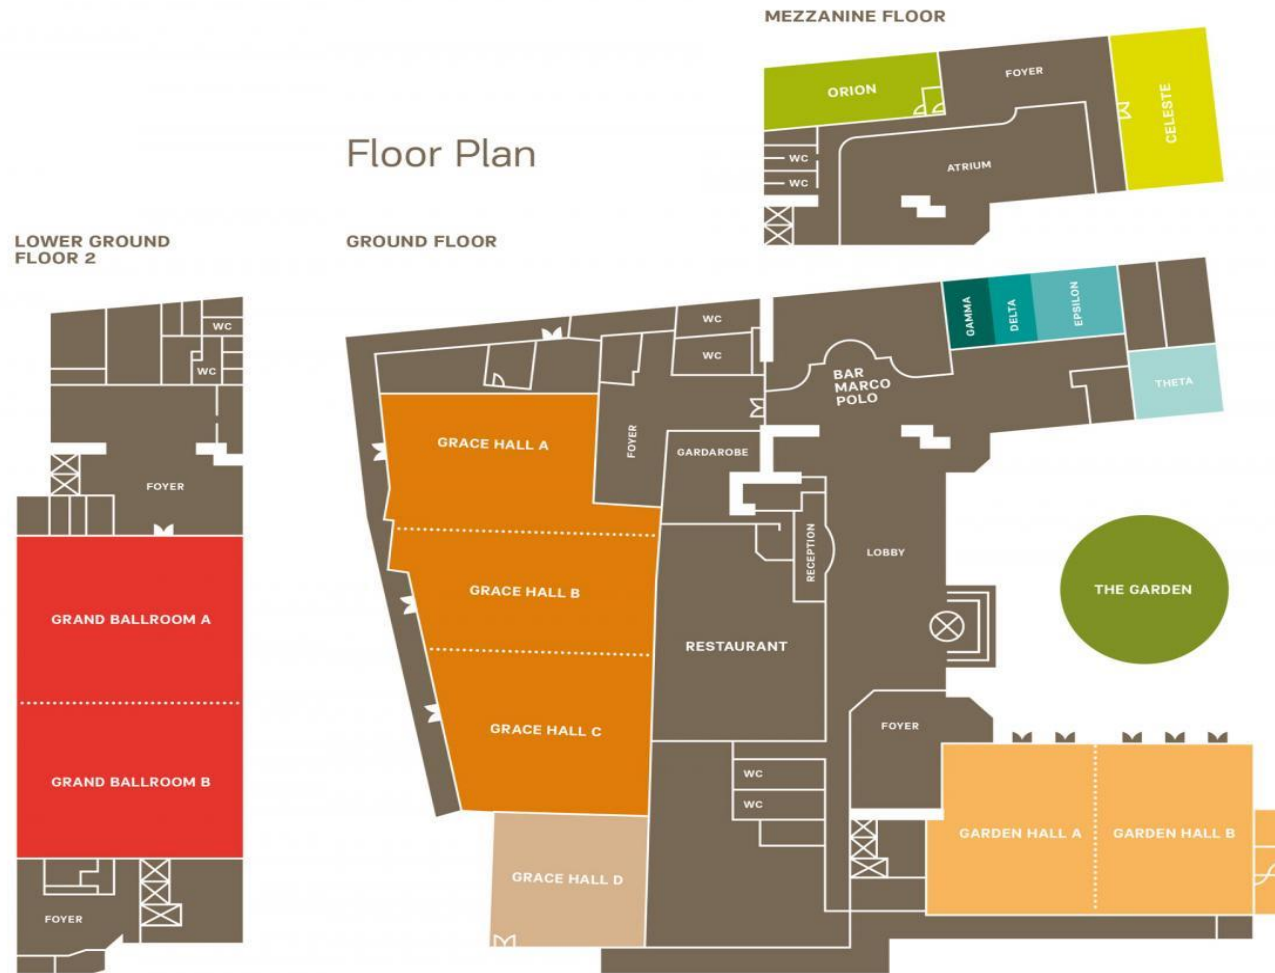 MEZZANINE FLOOR
ORION
FOYER
CELESTE
WC
WC
ATRIUM
Floor Plan
LOWER GROUND
FLOOR 2
WC
WC
FOYER
GRAND BALLROOM A
GRAND BALLROOM B
FOYER
GROUND FLOOR
WC
WC
GAMMA
DELTA
EPSILON
THETA
BAR
MARCO
POLO
GRACE HALL A
FOYER
GARDAROBE
GRACE HALL B
RECEPTION
LOBBY
THE GARDEN
RESTAURANT
GRACE HALL C
FOYER
WC
WC
GARDEN HALL A
GARDEN HALL B
GRACE HALL D